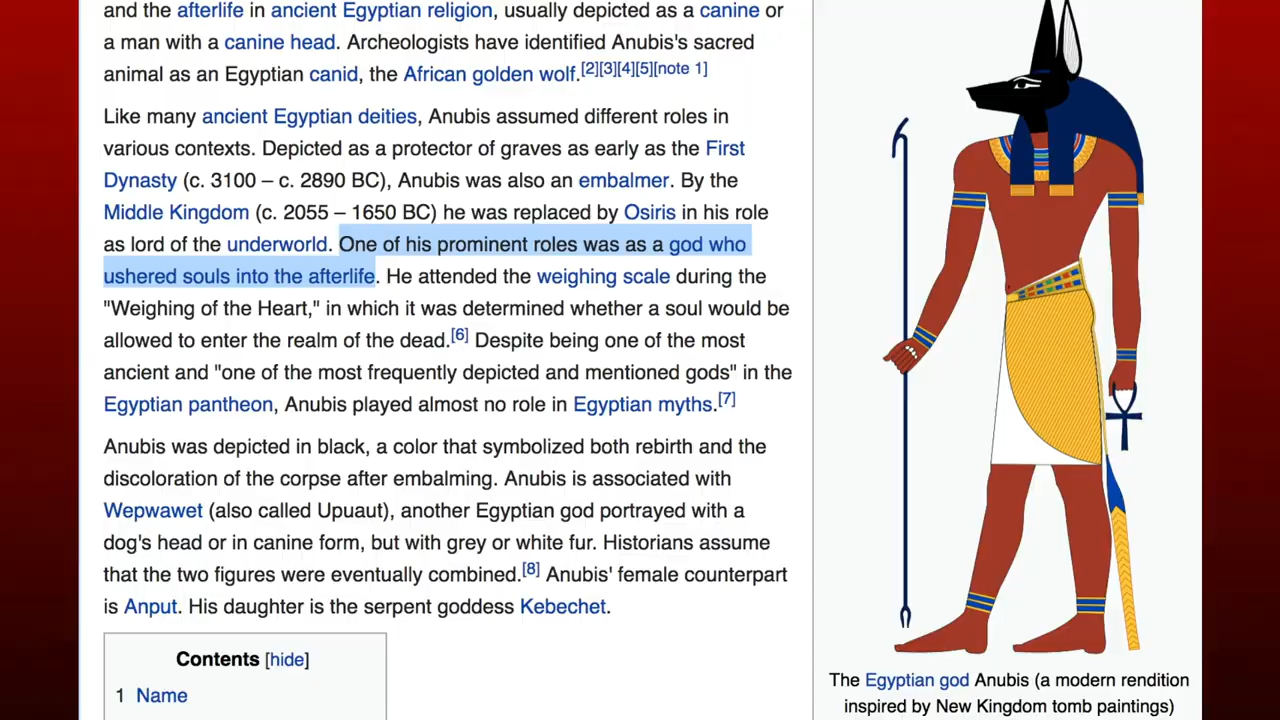 and the afterlife in ancient Egyptian religion, usually depicted as a canine or
a man with a canine head. Archeologists have identified Anubis's sacred
animal as an Egyptian canid, the African golden wolf.[2][3][4][5][note 1]
Like many ancient Egyptian deities, Anubis assumed different roles in
various contexts. Depicted as a protector of graves as early as the First
Dynasty (c. 3100 – c. 2890 BC), Anubis was also an embalmer. By the
Middle Kingdom (c. 2055 – 1650 BC) he was replaced by Osiris in his role
as lord of the underworld. One of his prominent roles was as a god who
ushered souls into the afterlife. He attended the weighing scale during the
"Weighing of the Heart," in which it was determined whether a soul would be
allowed to enter the realm of the dead.[6] Despite being one of the most
ancient and "one of the most frequently depicted and mentioned gods" in the
Egyptian pantheon, Anubis played almost no role in Egyptian myths.[7]
Anubis was depicted in black, a color that symbolized both rebirth and the
discoloration of the corpse after embalming. Anubis is associated with
Wepwawet (also called Upuaut), another Egyptian god portrayed with a
dog's head or in canine form, but with grey or white fur. Historians assume
that the two figures were eventually combined.[8] Anubis' female counterpart
is Anput. His daughter is the serpent goddess Kebechet.
Contents [hide]
1 Name
The Egyptian god Anubis (a modern rendition
inspired by New Kingdom tomb paintings)